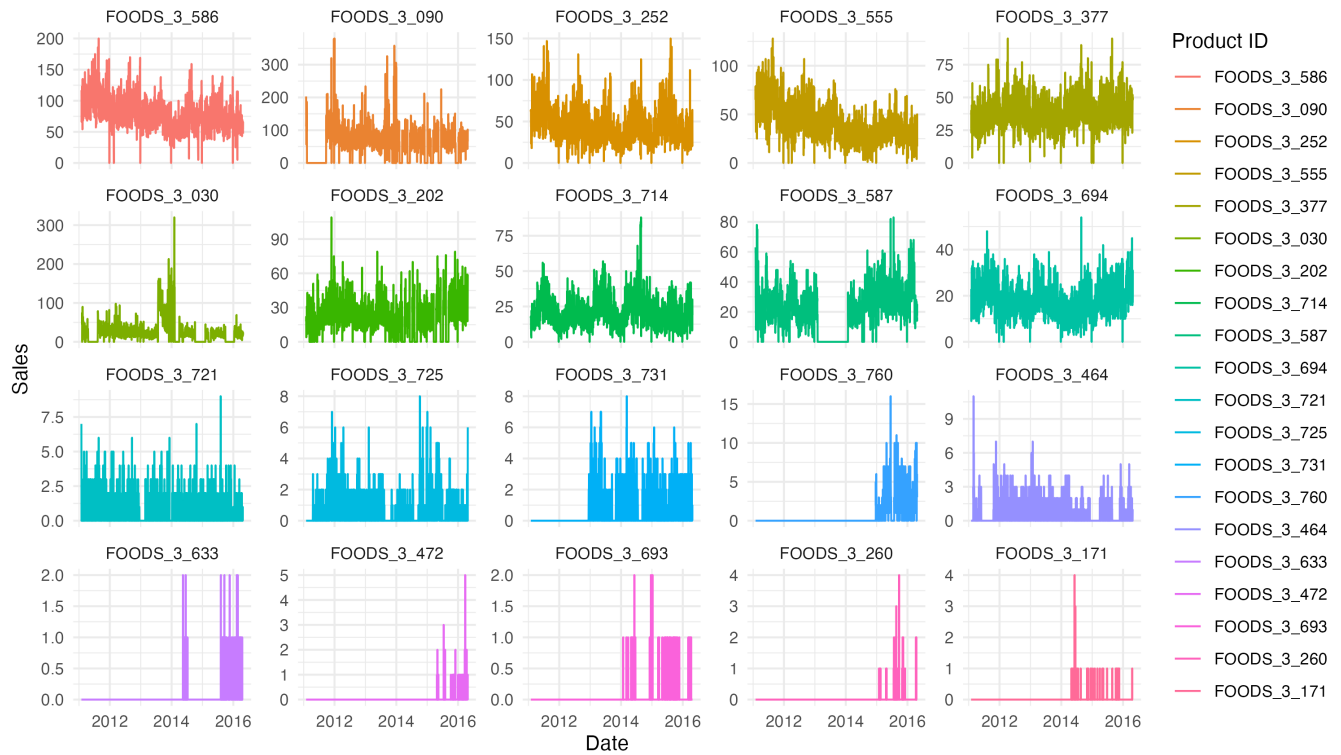 FOODS_3_586 FOODS_3_090 FOODS_3_252 FOODS_3_555 FOODS_3_377
200 150 100 50 0
300 200 100 0
150 100 50 0
100 50 0
75 50 25 0
FOODS_3_030 FOODS_3_202 FOODS_3_714 FOODS_3_587 FOODS_3_694
300 200 100 0
90 60 30 0
75 50 25 0
80 60 40 20 0
40 20 0
FOODS_3_721 FOODS_3_725 FOODS_3_731 FOODS_3_760 FOODS_3_464
7.5 5.0 2.5 0.0
8 6 4 2 0
8 6 4 2 0
15 10 5 0
9 6 3 0
FOODS_3_633 FOODS_3_472 FOODS_3_693 FOODS_3_260 FOODS_3_171
2.0 1.5 1.0 0.5 0.0
5 4 3 2 1 0
2.0 1.5 1.0 0.5 0.0
4 3 2 1 0
4 3 2 1 0
2012 2014 2016 2012 2014 2016 2012 2014 2016 2012 2014 2016 2012 2014 2016
Sales
Date
Product ID
FOODS_3_586
FOODS_3_090
FOODS_3_252
FOODS_3_555
FOODS_3_377
FOODS_3_030
FOODS_3_202
FOODS_3_714
FOODS_3_587
FOODS_3_694
FOODS_3_721
FOODS_3_725
FOODS_3_731
FOODS_3_760
FOODS_3_464
FOODS_3_633
FOODS_3_472
FOODS_3_693
FOODS_3_260
FOODS_3_171